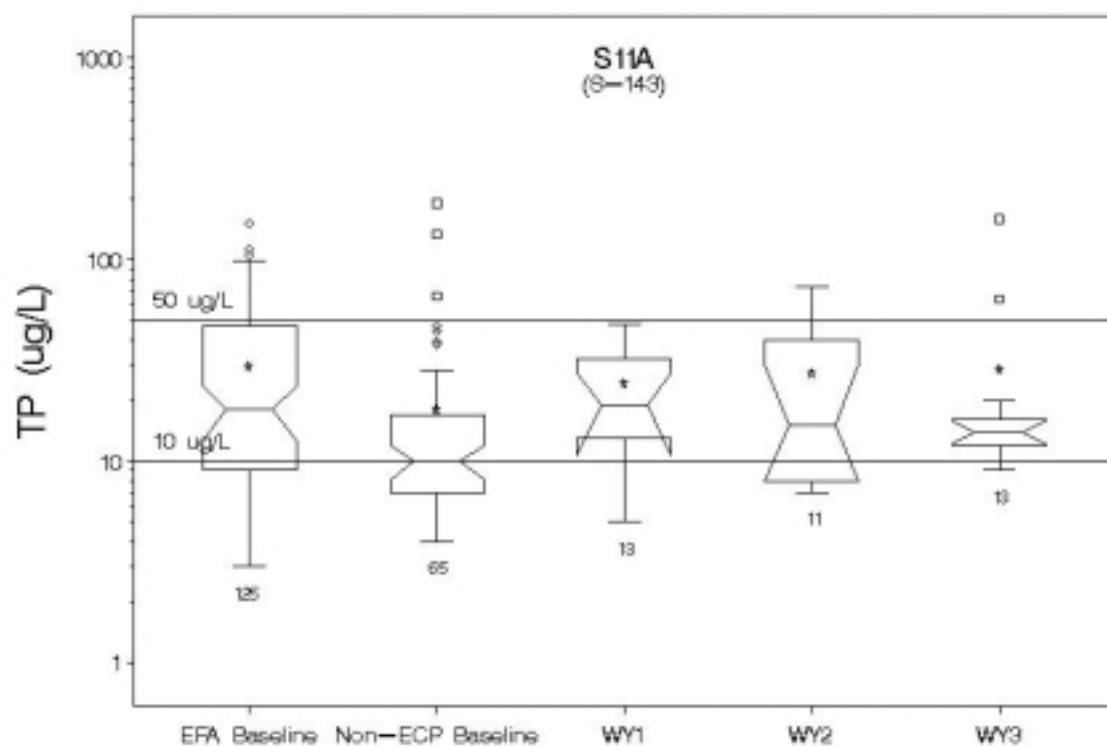 S11A
(S-143)
TP (ug/L)
1000
100
10
1
50 ug/L
10 ug/L
125
65
13
11
13
EFA Baseline Non-ECP Baseline WY1 WY2 WY3